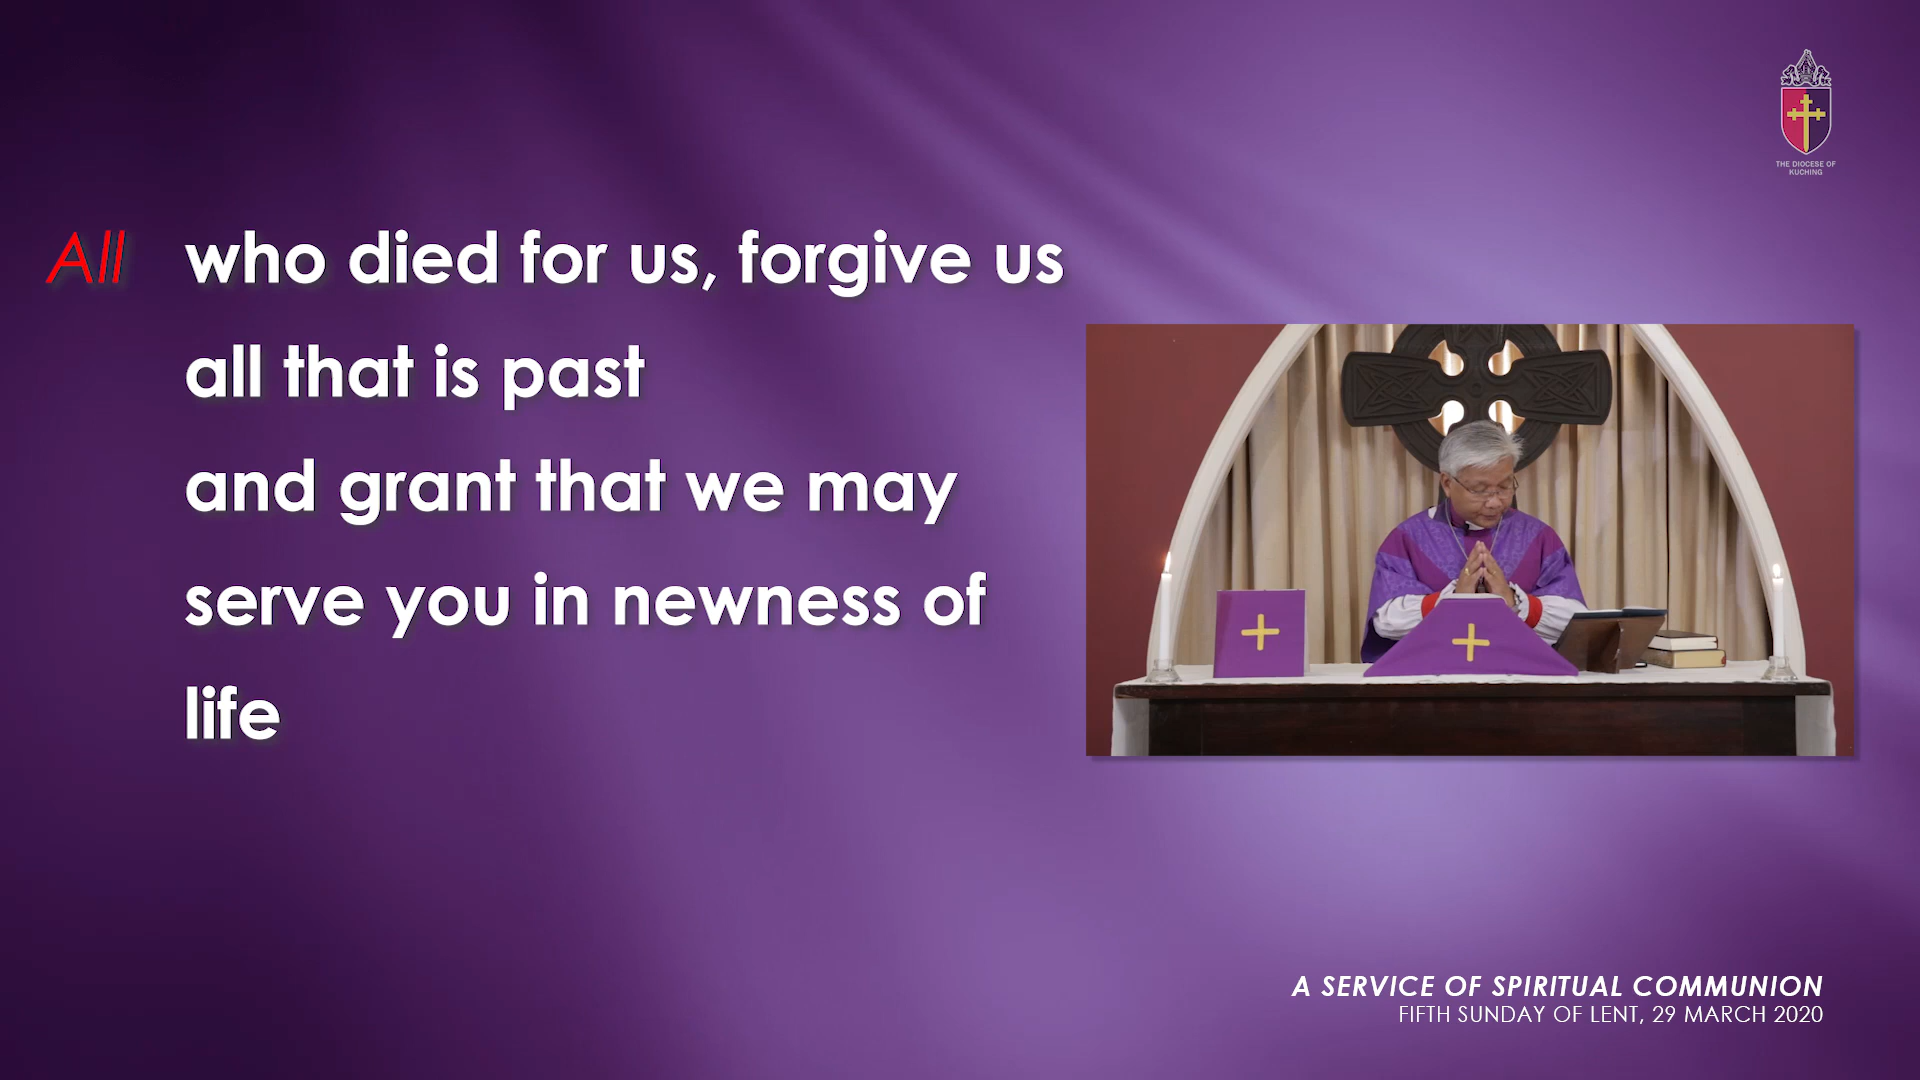 THE DIOCESE OF
KUCHING
All who died for us, forgive us
all that is past
and grant that we may
serve you in newness of
life
A SERVICE OF SPIRITUAL COMMUNION
FIFTH SUNDAY OF LENT, 29 MARCH 2020